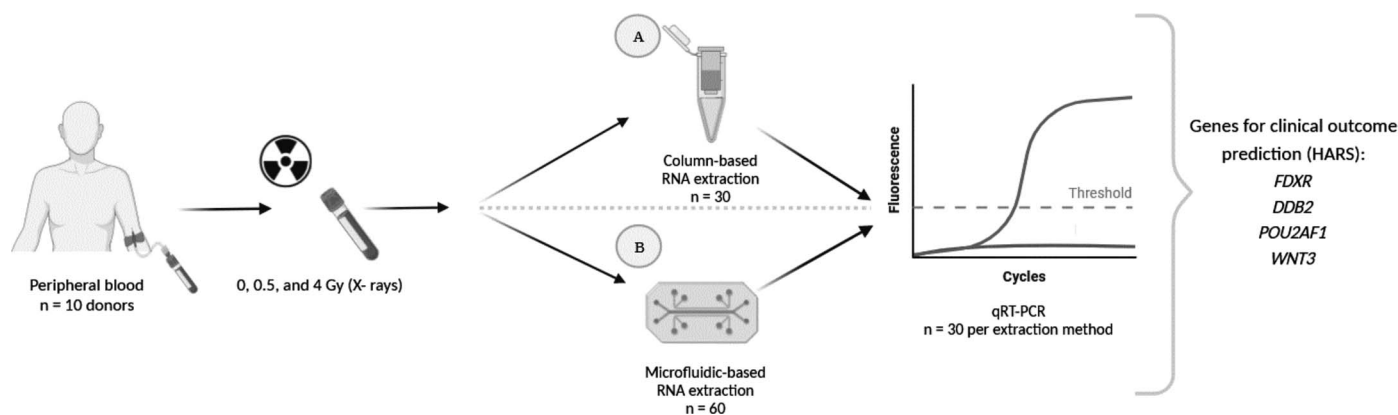 Peripheral blood
n = 10 donors
0, 0.5, and 4 Gy (X- rays)
A
Column-based
RNA extraction
n = 30
B
Microfluidic-based
RNA extraction
n = 60
Fluorescence
Threshold
Cycles
qRT-PCR
n = 30 per extraction method
Genes for clinical outcome
prediction (HARS):
FDXR
DDB2
POU2AF1
WNT3